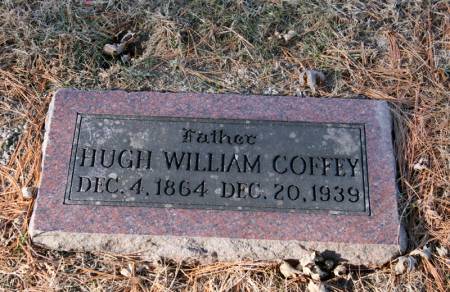 Father
HUGH WILLIAM COFFEY
DEC. 4, 1864 DEC. 20, 1939